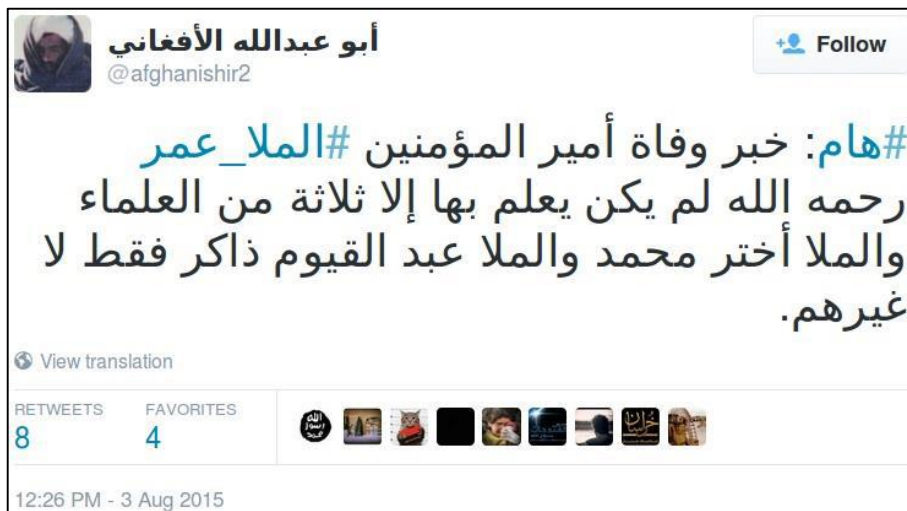 أبو عبدالله الأفغاني
@afghanishir2
Follow
#هام: خبر وفاة أمير المؤمنين #الملا_عمر
رحمه الله لم يكن يعلم بها إلا ثلاثة من العلماء
والملا أختر محمد والملا عبد القيوم ذاكر فقط لا
غيرهم.
View translation
RETWEETS FAVORITES
8 4
12:26 PM - 3 Aug 2015